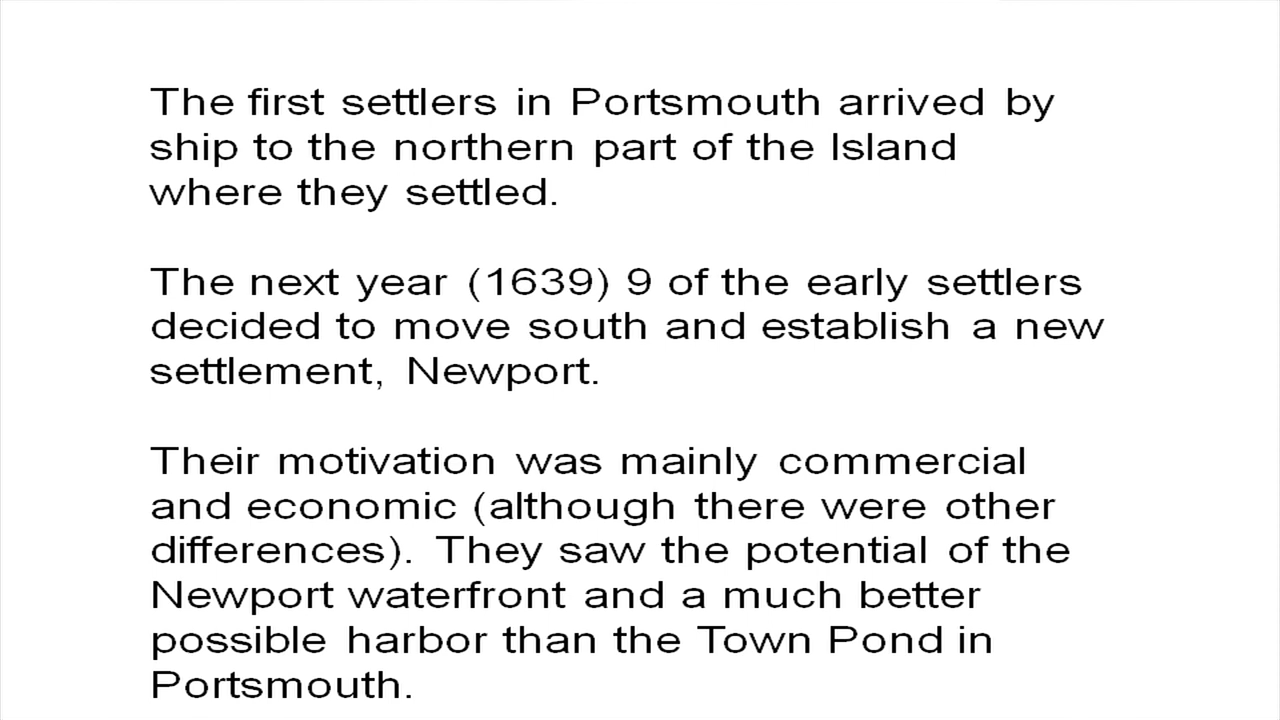 The first settlers in Portsmouth arrived by
ship to the northern part of the Island
where they settled.
The next year (1639) 9 of the early settlers
decided to move south and establish a new
settlement, Newport.
Their motivation was mainly commercial
and economic (although there were other
differences). They saw the potential of the
Newport waterfront and a much better
possible harbor than the Town Pond in
Portsmouth.